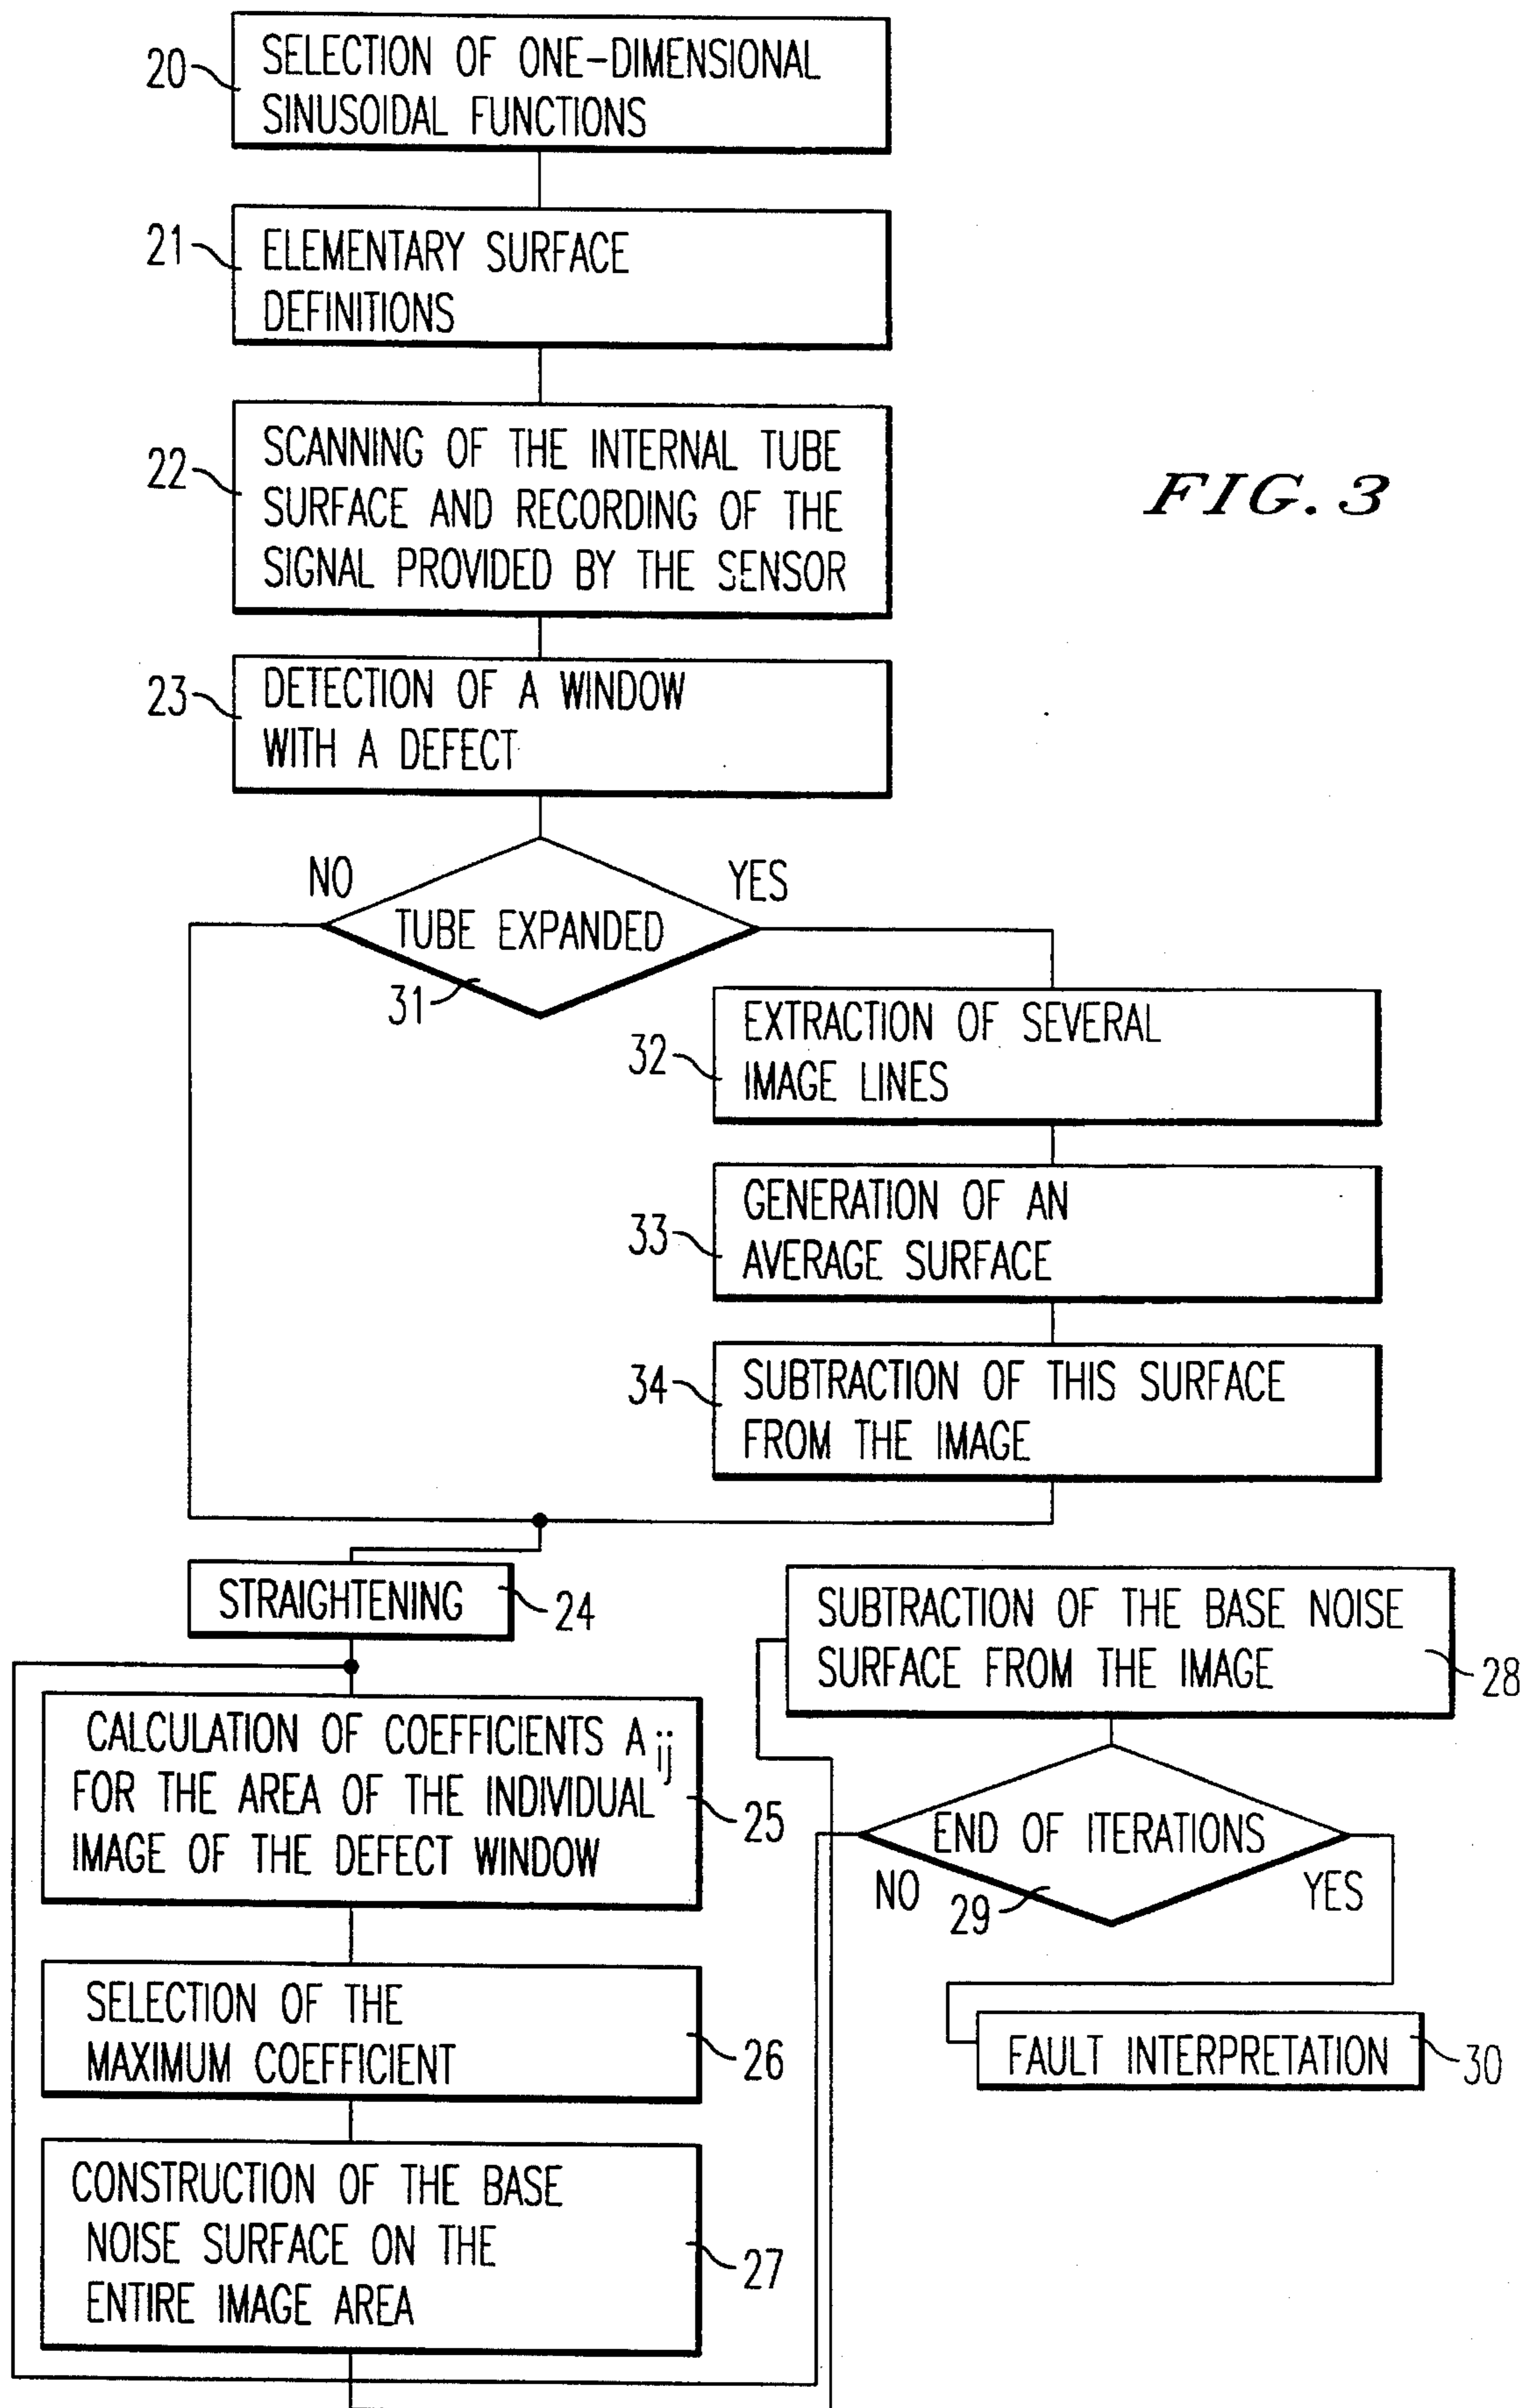 20
SELECTION OF ONE-DIMENSIONAL
SINUSOIDAL FUNCTIONS
21
ELEMENTARY SURFACE
DEFINITIONS
22
SCANNING OF THE INTERNAL TUBE
SURFACE AND RECORDING OF THE
SIGNAL PROVIDED BY THE SENSOR
FIG. 3
23
DETECTION OF A WINDOW
WITH A DEFECT
NO
YES
TUBE EXPANDED
31
32
EXTRACTION OF SEVERAL
IMAGE LINES
33
GENERATION OF AN
AVERAGE SURFACE
34
SUBTRACTION OF THIS SURFACE
FROM THE IMAGE
STRAIGHTENING
24
CALCULATION OF COEFFICIENTS A ij
FOR THE AREA OF THE INDIVIDUAL
IMAGE OF THE DEFECT WINDOW
25
SELECTION OF THE
MAXIMUM COEFFICIENT
26
CONSTRUCTION OF THE BASE
NOISE SURFACE ON THE
ENTIRE IMAGE AREA
27
SUBTRACTION OF THE BASE NOISE
SURFACE FROM THE IMAGE
28
END OF ITERATIONS
NO
29
YES
FAULT INTERPRETATION
30